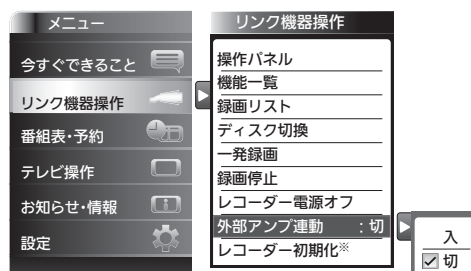 メニュー
今すぐできること
リンク機器操作
番組表・予約
テレビ操作
お知らせ・情報
設定
リンク機器操作
操作パネル
機能一覧
録画リスト
ディスク切換
一発録画
録画停止
レコーダー電源オフ
外部アンプ連動 ：切
レコーダー初期化※
入
切